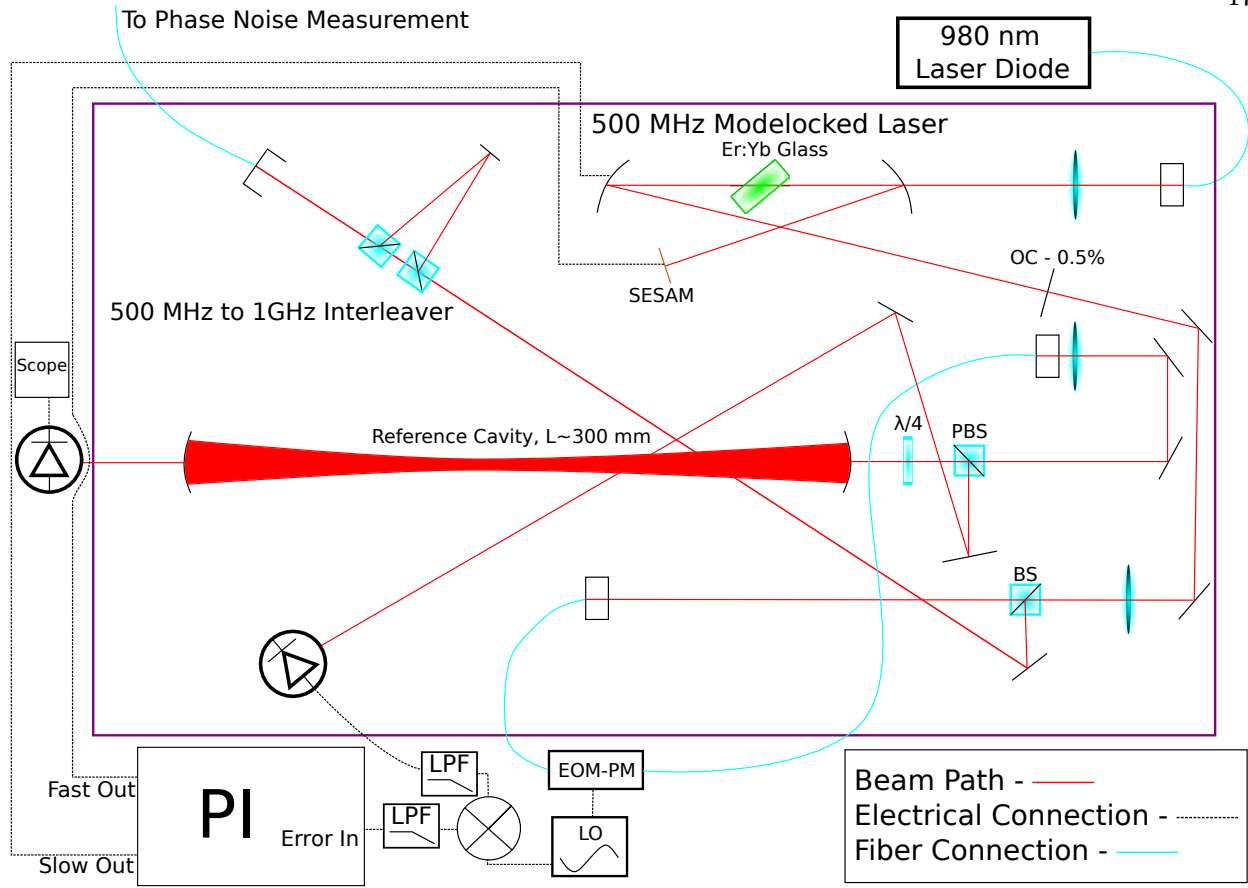 17
To Phase Noise Measurement
980 nm
Laser Diode
500 MHz Modelocked Laser
Er:Yb Glass
OC - 0.5%
SESAM
500 MHz to 1GHz Interleaver
Scope
Reference Cavity, L~300 mm
λ/4
PBS
BS
LPF
EOM-PM
Fast Out
PI
LPF
Error In
LO
Slow Out
Beam Path -
Electrical Connection -
Fiber Connection -